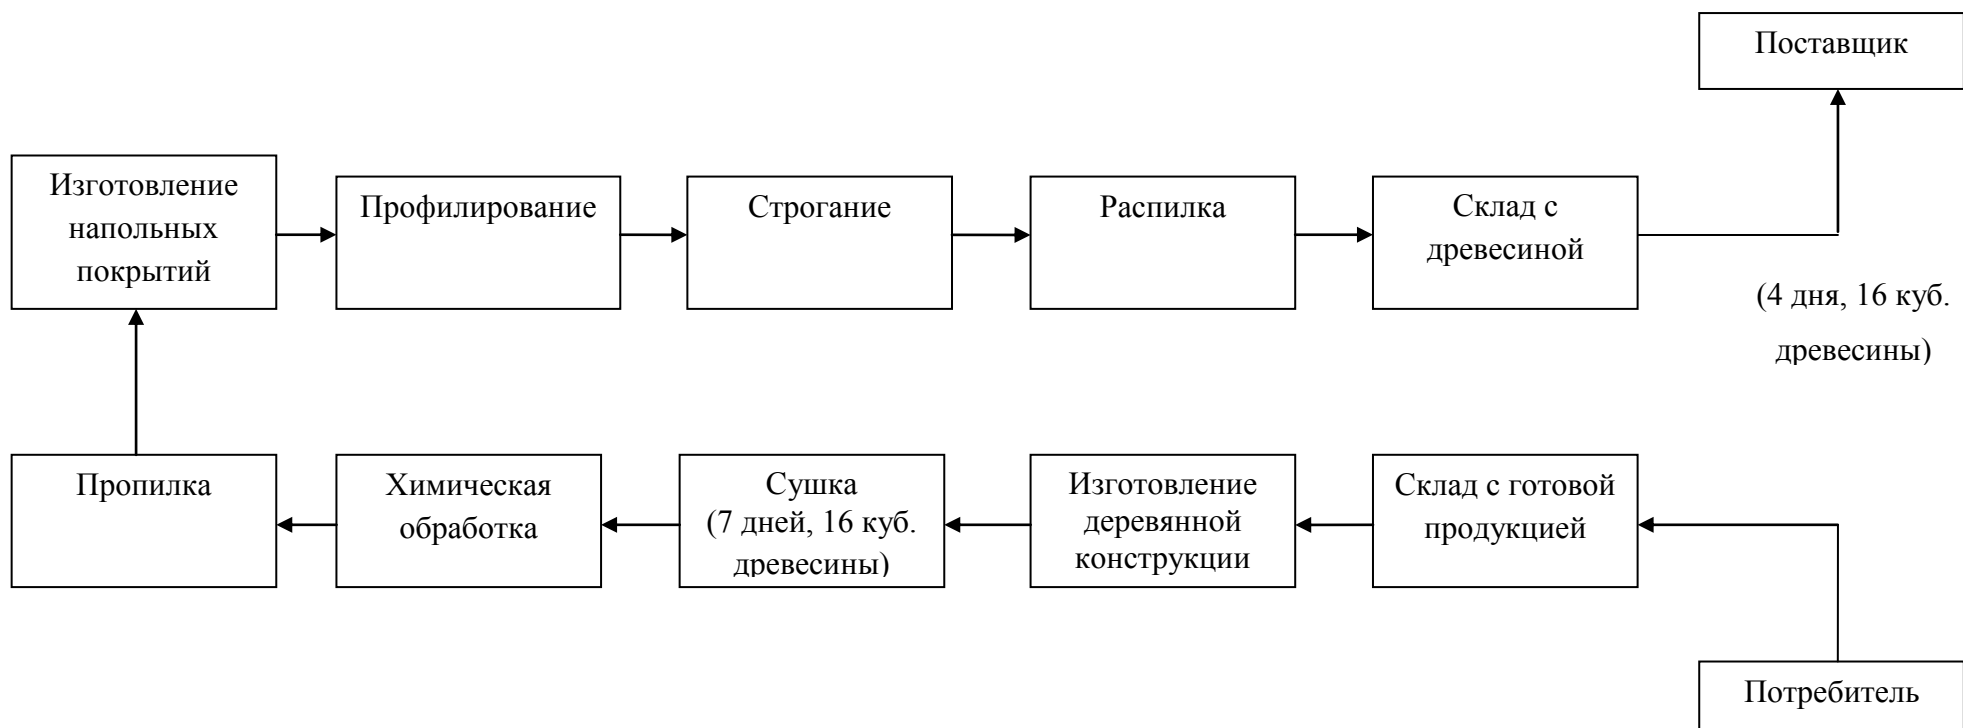 Поставщик
Изготовление
напольных
покрытий
Профилирование
Строгание
Распилка
Склад с
древесиной
(4 дня, 16 куб.
древесины)
Пропилка
Химическая
обработка
Сушка
(7 дней, 16 куб.
древесины)
Изготовление
деревянной
конструкции
Склад с готовой
продукцией
Потребитель